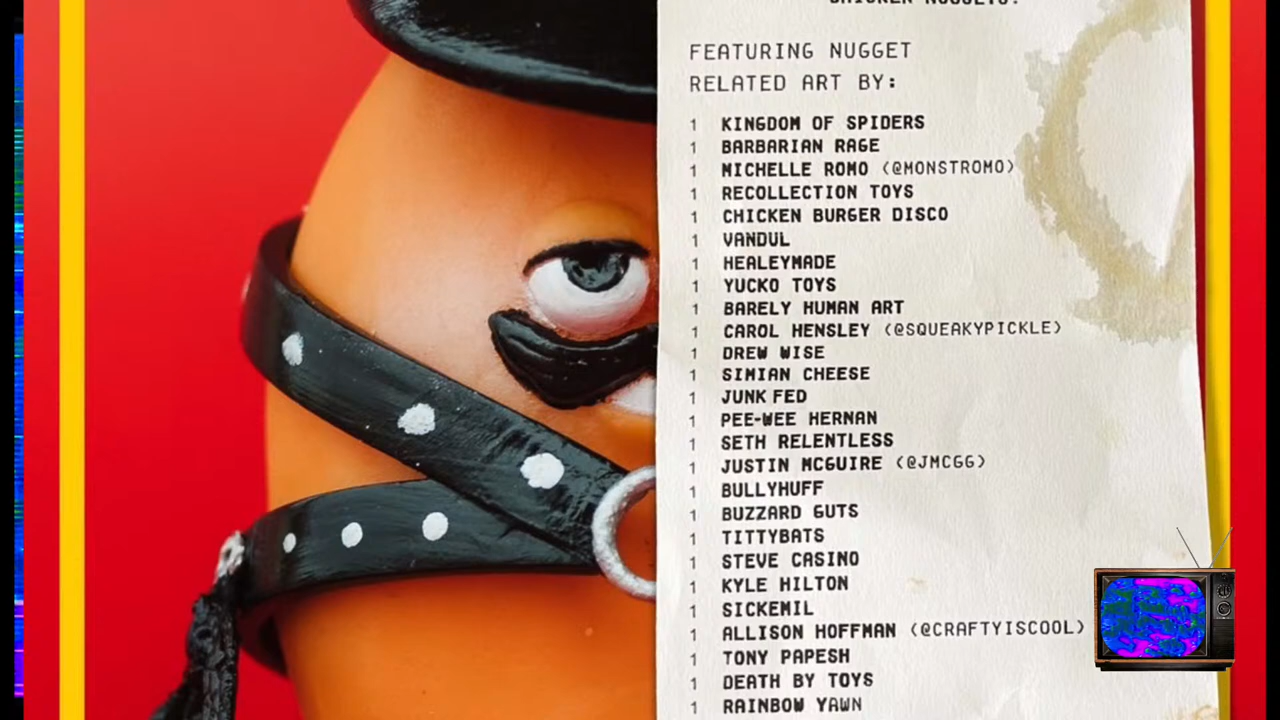 CHICKEN NUGGETS.
FEATURING NUGGET
RELATED ART BY:
1 KINGDOM OF SPIDERS
1 BARBARIAN RAGE
1 MICHELLE ROMO (@MONSTROMO)
1 RECOLLECTION TOYS
1 CHICKEN BURGER DISCO
1 VANDUL
1 HEALEYMADE
1 YUCKO TOYS
1 BARELY HUMAN ART
1 CAROL HENSLEY (@SQUEAKYPICKLE)
1 DREW WISE
1 SIMIAN CHEESE
1 JUNK FED
1 PEE-WEE HERNAN
1 SETH RELENTLESS
1 JUSTIN MCGUIRE (@JMCGG)
1 BULLYHUFF
1 BUZZARD GUTS
1 TITTYBATS
1 STEVE CASINO
1 KYLE HILTON
1 SICKEMIL
1 ALLISON HOFFMAN (@CRAFTYISCOOL)
1 TONY PAPESH
1 DEATH BY TOYS
1 RAINBOW YAWN